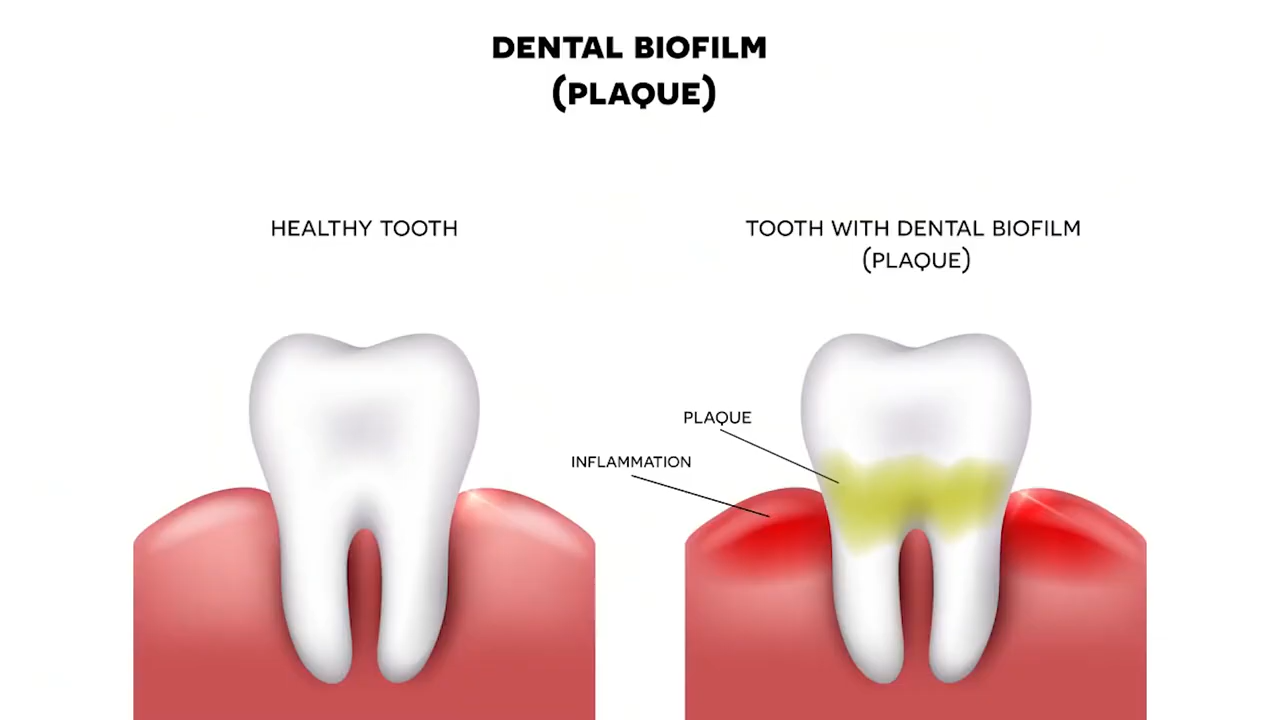 DENTAL BIOFILM
(PLAQUE)
HEALTHY TOOTH
TOOTH WITH DENTAL BIOFILM
(PLAQUE)
PLAQUE
INFLAMMATION